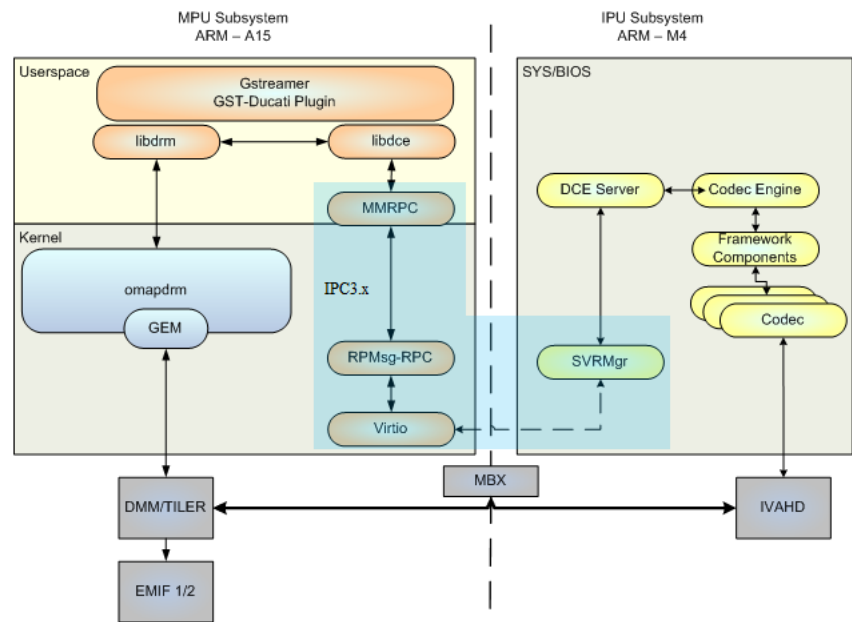 MPU Subsystem
ARM – A15
IPU Subsystem
ARM – M4
Userspace
Gstreamer
GST-Ducati Plugin
libdrm
libdce
MMRPC
Kernel
omapdrm
GEM
IPC3.x
RPMsg-RPC
Virtio
SYS/BIOS
DCE Server
Codec Engine
Framework
Components
Codec
SVRMgr
MBX
DMM/TILER
IVAHD
EMIF 1/2